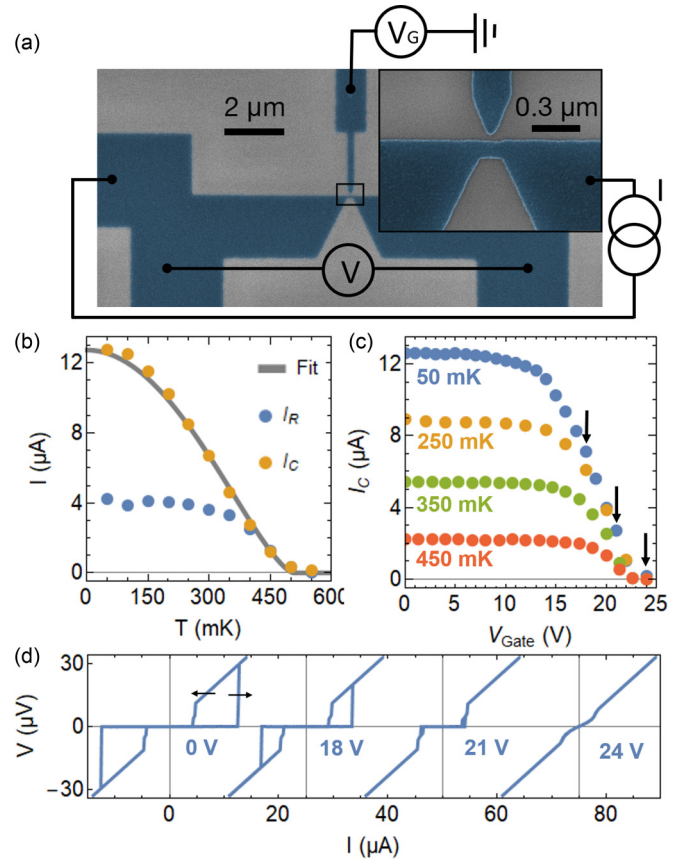 (a)
V_G
2 μm
0.3 μm
I
V
(b)
12
8
4
0
I (μA)
Fit
I_R
I_C
0 150 300 450 600
T (mK)
(c)
12
8
4
0
I_C (μA)
50 mK
250 mK
350 mK
450 mK
0 5 10 15 20 25
V_Gate (V)
(d)
30
0
−30
V (μV)
0 V
18 V
21 V
24 V
0 20 40 60 80
I (μA)